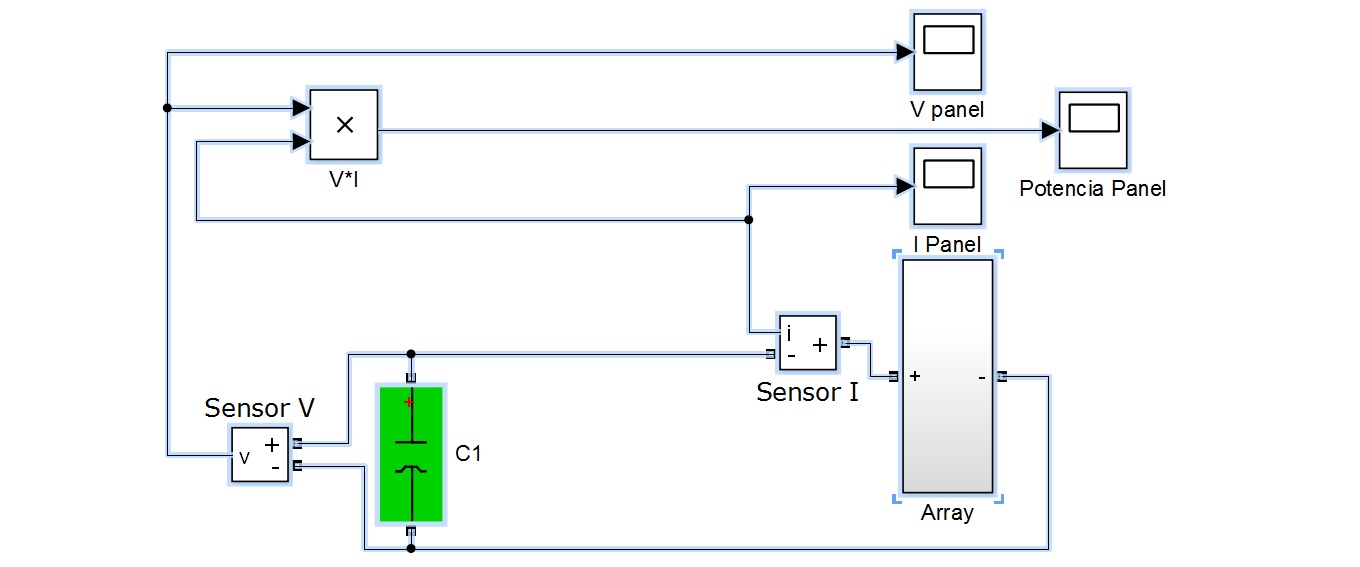 V panel
×
V*I
Potencia Panel
I Panel
i
+
-
Sensor I
+
-
Sensor V
+
v
-
+
C1
Array